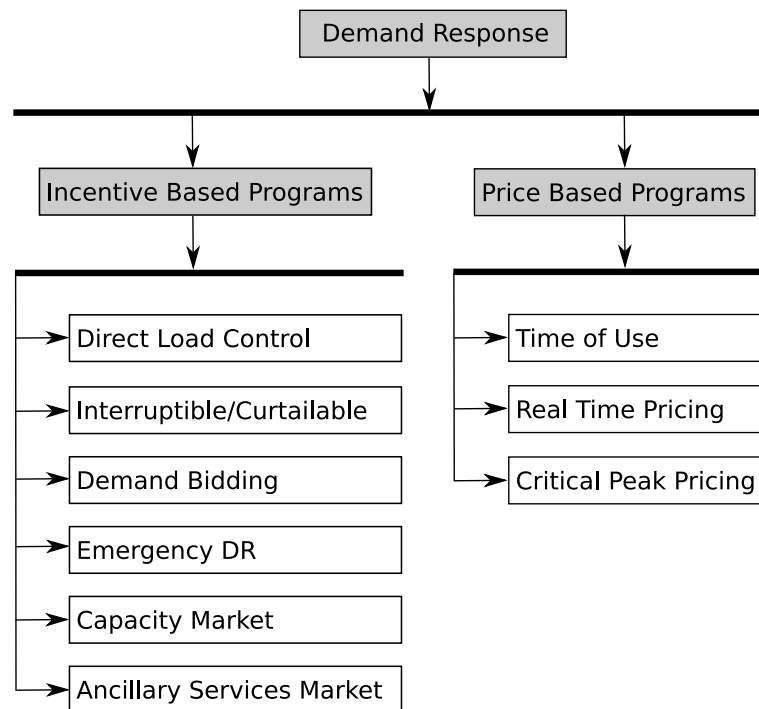 Demand Response
Incentive Based Programs
Price Based Programs
Direct Load Control
Interruptible/Curtailable
Demand Bidding
Emergency DR
Capacity Market
Ancillary Services Market
Time of Use
Real Time Pricing
Critical Peak Pricing